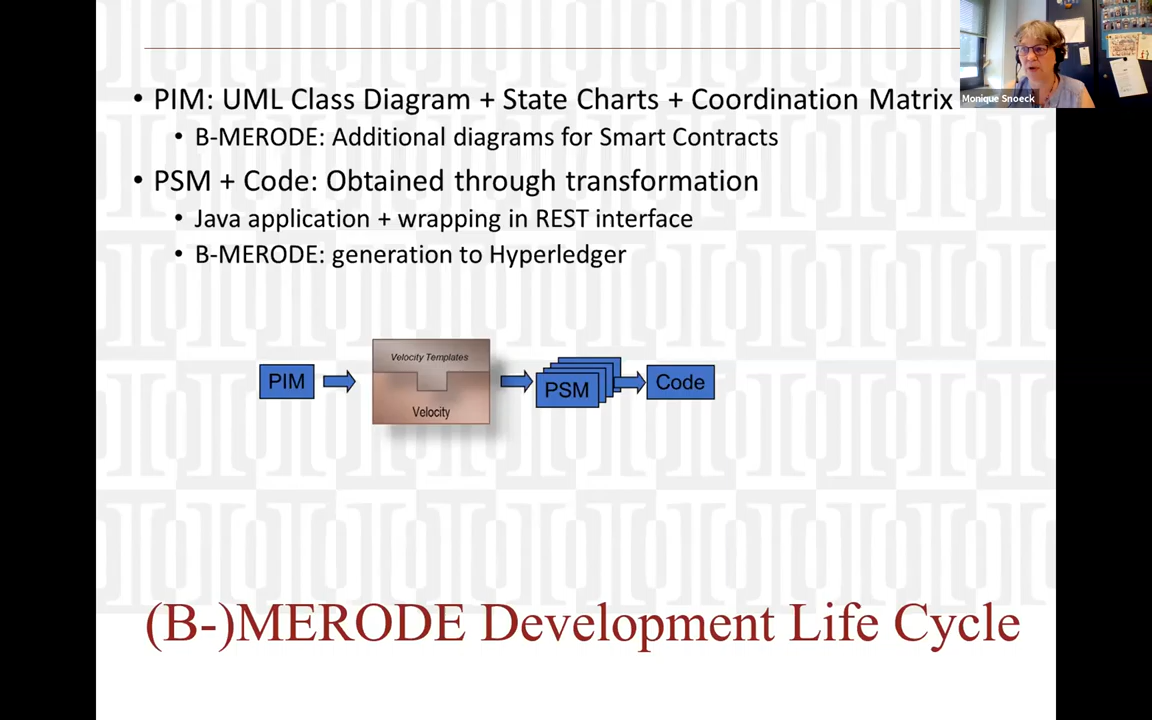 • PIM: UML Class Diagram + State Charts + Coordination Matrix
Monique Snoeck
• B-MERODE: Additional diagrams for Smart Contracts
• PSM + Code: Obtained through transformation
• Java application + wrapping in REST interface
• B-MERODE: generation to Hyperledger
Velocity Templates
PIM
Velocity
PSM
Code
(B-)MERODE Development Life Cycle